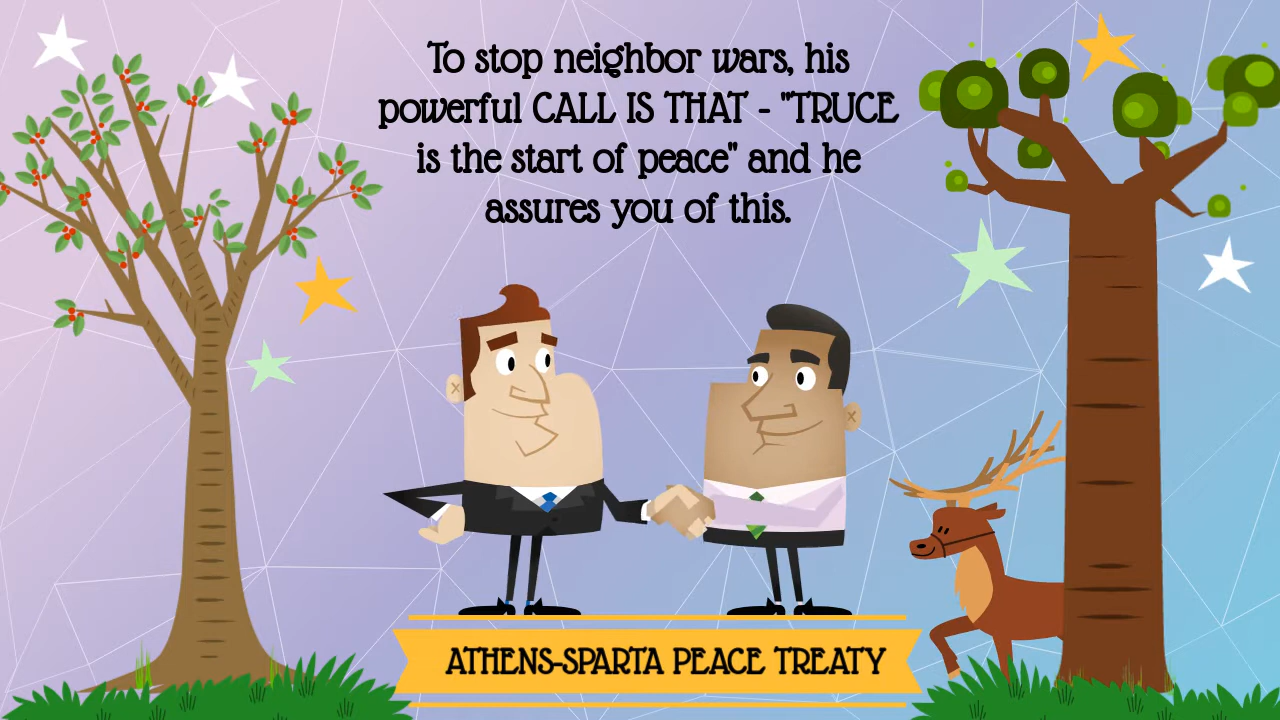 To stop neighbor wars, his
powerful CALL IS THAT - "TRUCE
is the start of peace" and he
assures you of this.
ATHENS-SPARTA PEACE TREATY